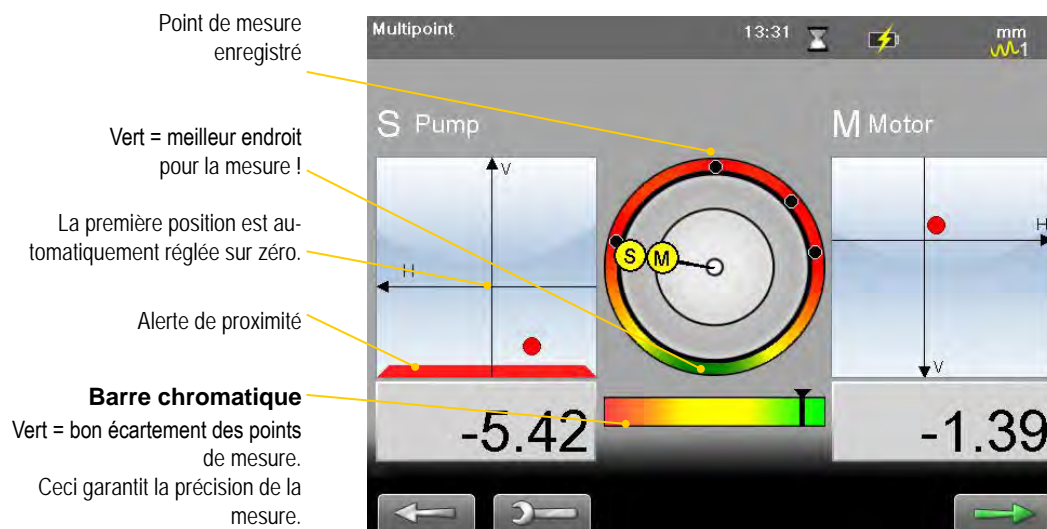 Point de mesure
enregistré
Vert = meilleur endroit
pour la mesure !
La première position est au-
tomatiquement réglée sur zéro.
Alerte de proximité
Barre chromatique
Vert = bon écartement des points
de mesure.
Ceci garantit la précision de la
mesure.
Multipoint
13:31
mm
1
S Pump
M Motor
V
H
S
M
H
V
-5.42
-1.39